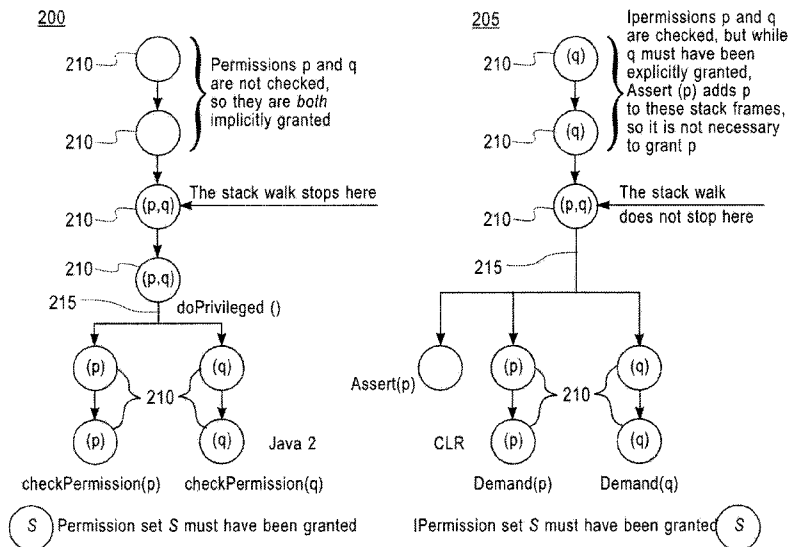 200
210
Permissions p and q
are not checked,
so they are both
implicitly granted
210
210
(p,q)
The stack walk stops here
210
(p,q)
215
doPrivileged ()
(p)
(q)
210
(p)
(q)
Java 2
checkPermission(p)
checkPermission(q)
S
Permission set S must have been granted
205
Ipermissions p and q
are checked, but while
q must have been
explicitly granted,
Assert (p) adds p
to these stack frames,
so it is not necessary
to grant p
210
(q)
210
(q)
210
(p,q)
The stack walk
does not stop here
215
Assert(p)
(p)
(q)
210
CLR
(p)
(q)
Demand(p)
Demand(q)
IPermission set S must have been granted
S